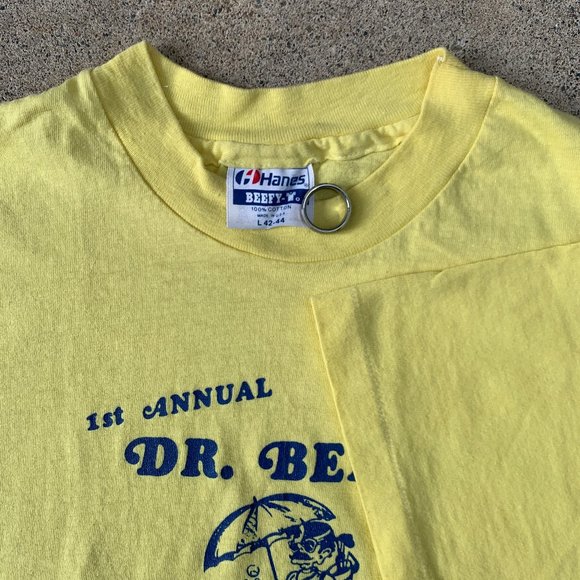 Hanes
BEEFY-T
100% COTTON
MADE IN U.S.A.
L 42-44
1st ANNUAL
DR. BE